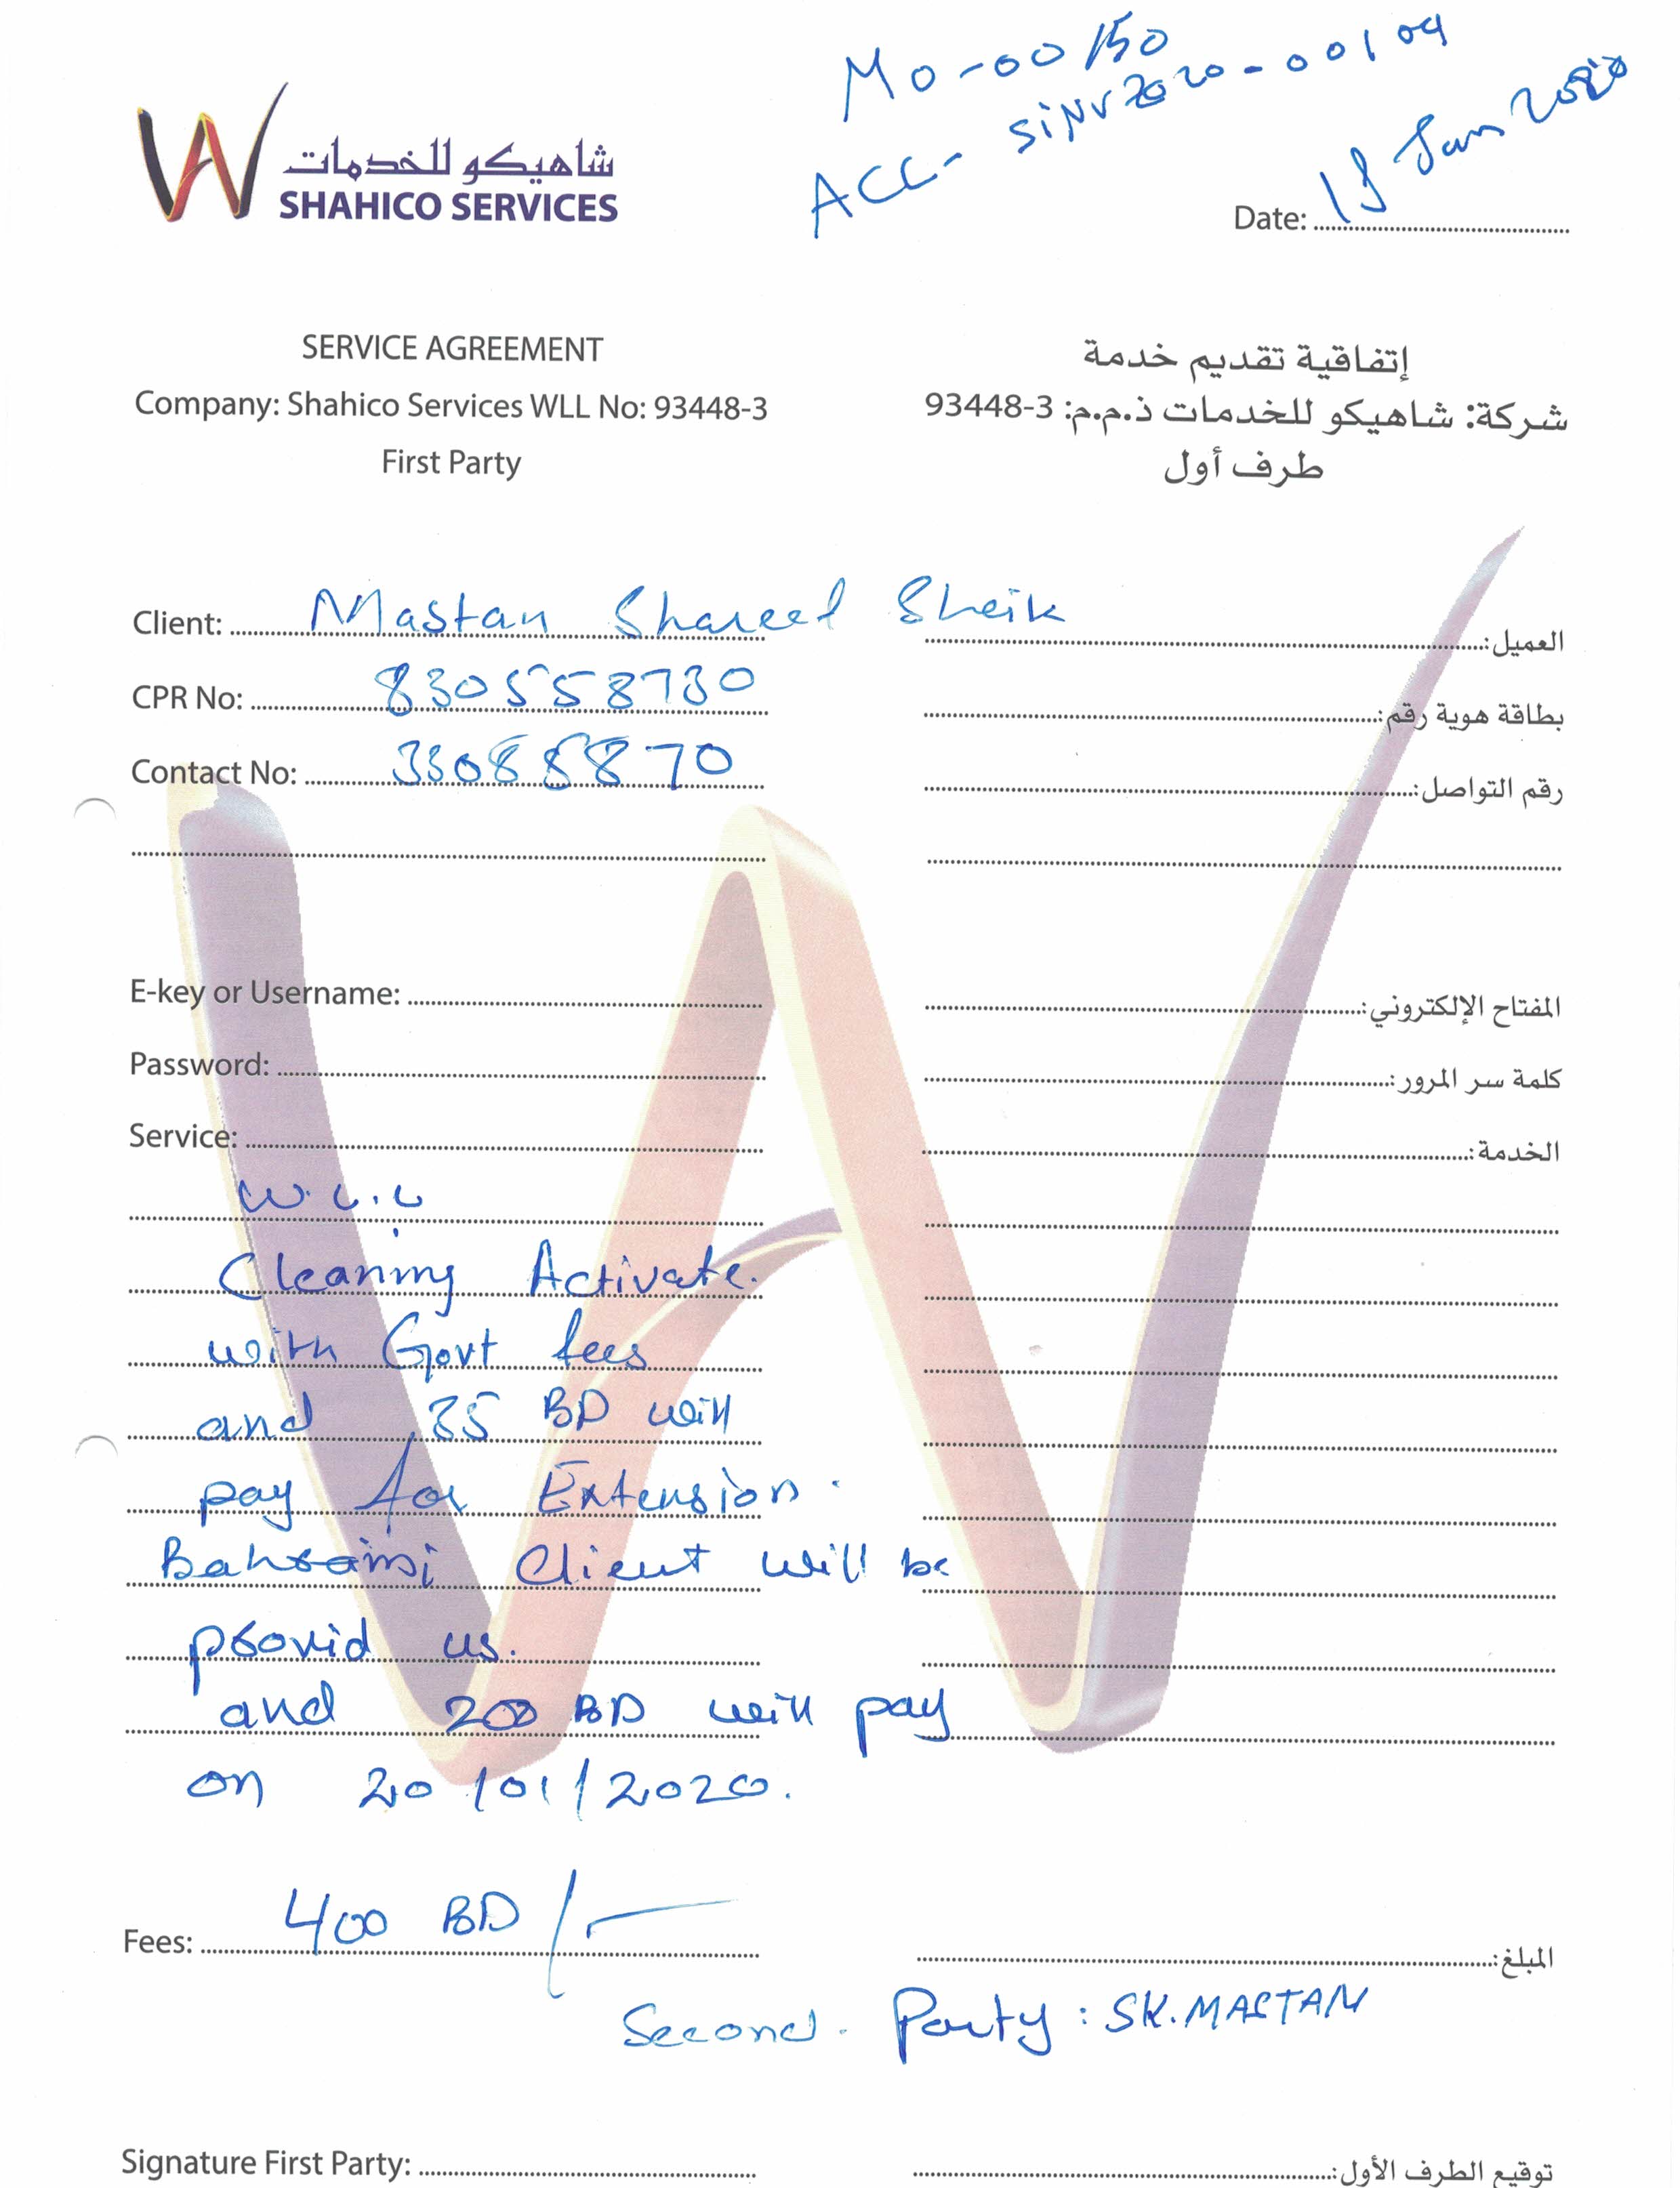 MO-00150
ACC-SINV2020-00104
شاهيكو للخدمات
SHAHICO SERVICES
Date: Jan 2020
SERVICE AGREEMENT
إتفاقية تقديم خدمة
Company: Shahico Services WLL No: 93448-3
شركة: شاهيكو للخدمات ذ.م.م: 3-93448
First Party
طرف أول
Client: Mastan Shareef Sheik
العميل:
CPR No: 830558730
بطاقة هوية رقم:
Contact No: 33088870
رقم التواصل:
E-key or Username:
المفتاح الإلكتروني:
Password:
كلمة سر المرور:
Service:
الخدمة:
W.L.L
Cleaning Activate.
with Govt fees
and 35 BD will
pay for Extension.
Bahraini Client will be
provid us.
and 200 BD will pay
on 20/01/2020.
Fees: 400 BD/-
المبلغ:
Second. Party: SK.MASTAN
Signature First Party:
توقيع الطرف الأول: